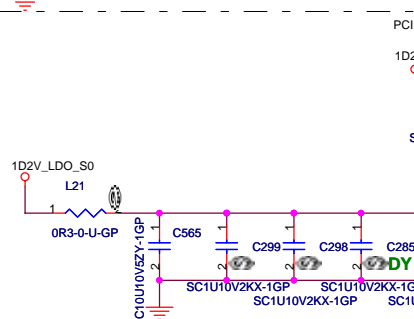 PCI
1D2
1D2V_LDO_S0
L21
1
2
0R3-0-U-GP
C10U10V5ZY-1GP
1
2
C565
1
2
SC1U10V2KX-1GP
C299
1
2
SC1U10V2KX-1GP
C298
1
2
SC1U10V2KX-1G
C285
DY
SC1U